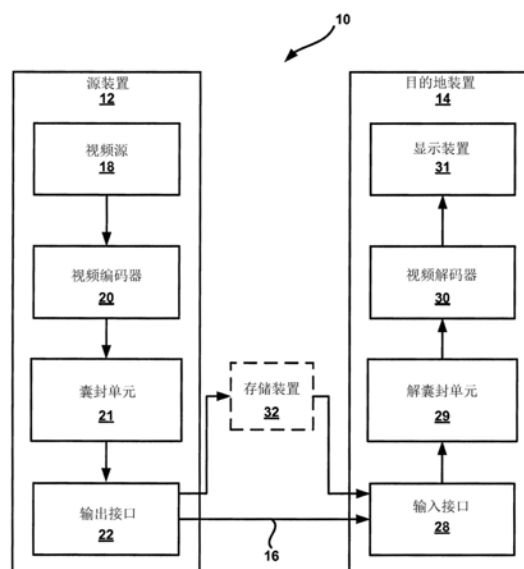 10
源装置
12
视频源
18
视频编码器
20
囊封单元
21
输出接口
22
存储装置
32
16
目的地装置
14
显示装置
31
视频解码器
30
解囊封单元
29
输入接口
28